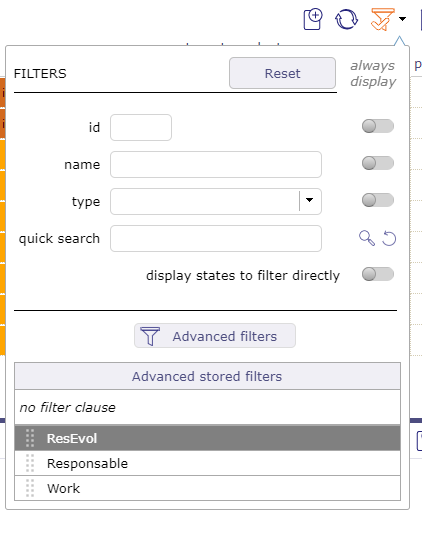 FILTERS
Reset
always
display
id
name
type
quick search
display states to filter directly
Advanced filters
Advanced stored filters
no filter clause
ResEvol
Responsable
Work